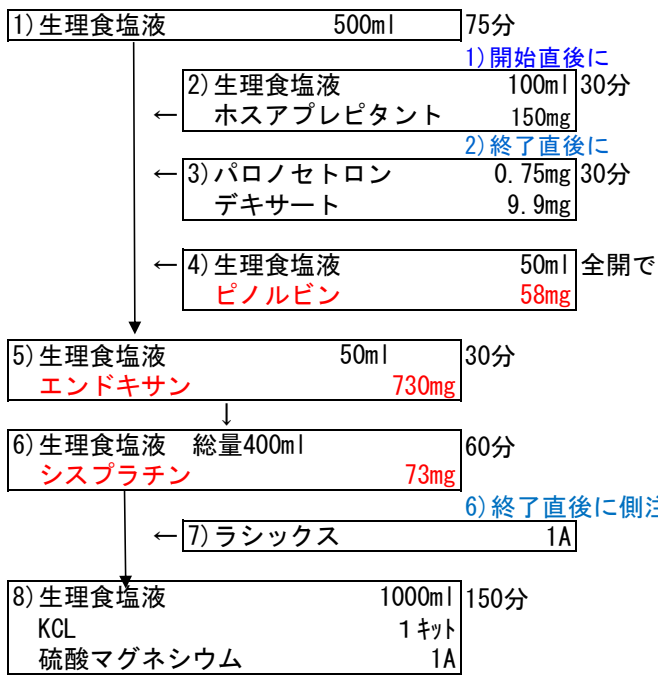 1)生理食塩液 500ml 75分
1)開始直後に
2)生理食塩液 100ml 30分
← ホスアプレピタント 150mg
2)終了直後に
← 3)パロノセトロン 0.75mg 30分
デキサート 9.9mg
← 4)生理食塩液 50ml 全開で
ピノルビン 58mg
5)生理食塩液 50ml 30分
エンドキサン 730mg
↓
6)生理食塩液 総量400ml 60分
シスプラチン 73mg
6)終了直後に側注
← 7)ラシックス 1A
8)生理食塩液 1000ml 150分
KCL 1ｷｯﾄ
硫酸マグネシウム 1A